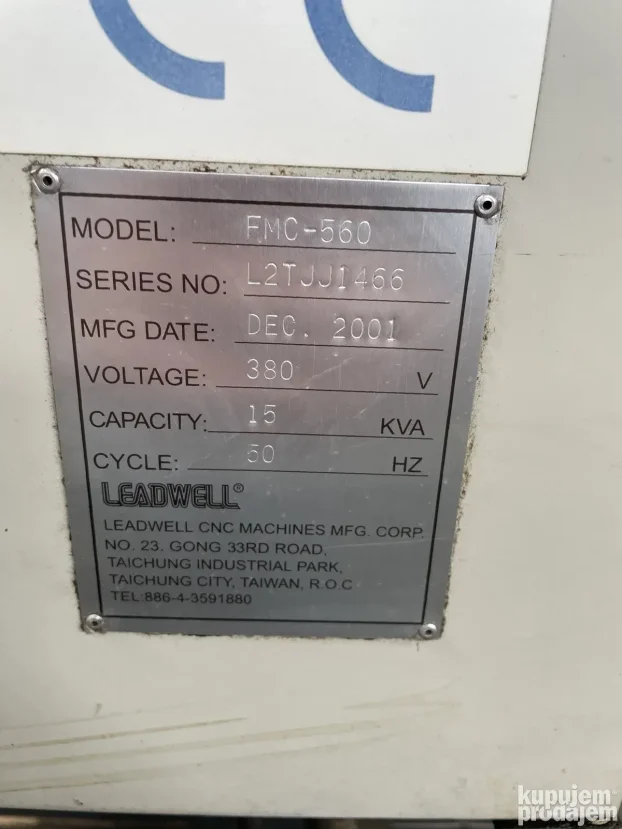 MODEL: FMC-560
SERIES NO: L2TJJ1466
MFG DATE: DEC. 2001
VOLTAGE: 380 V
CAPACITY: 15 KVA
CYCLE: 50 HZ
LEADWELL®
LEADWELL CNC MACHINES MFG. CORP.
NO. 23. GONG 33RD ROAD,
TAICHUNG INDUSTRIAL PARK,
TAICHUNG CITY, TAIWAN, R.O.C
TEL:886-4-3591880
kupujem
prodajem